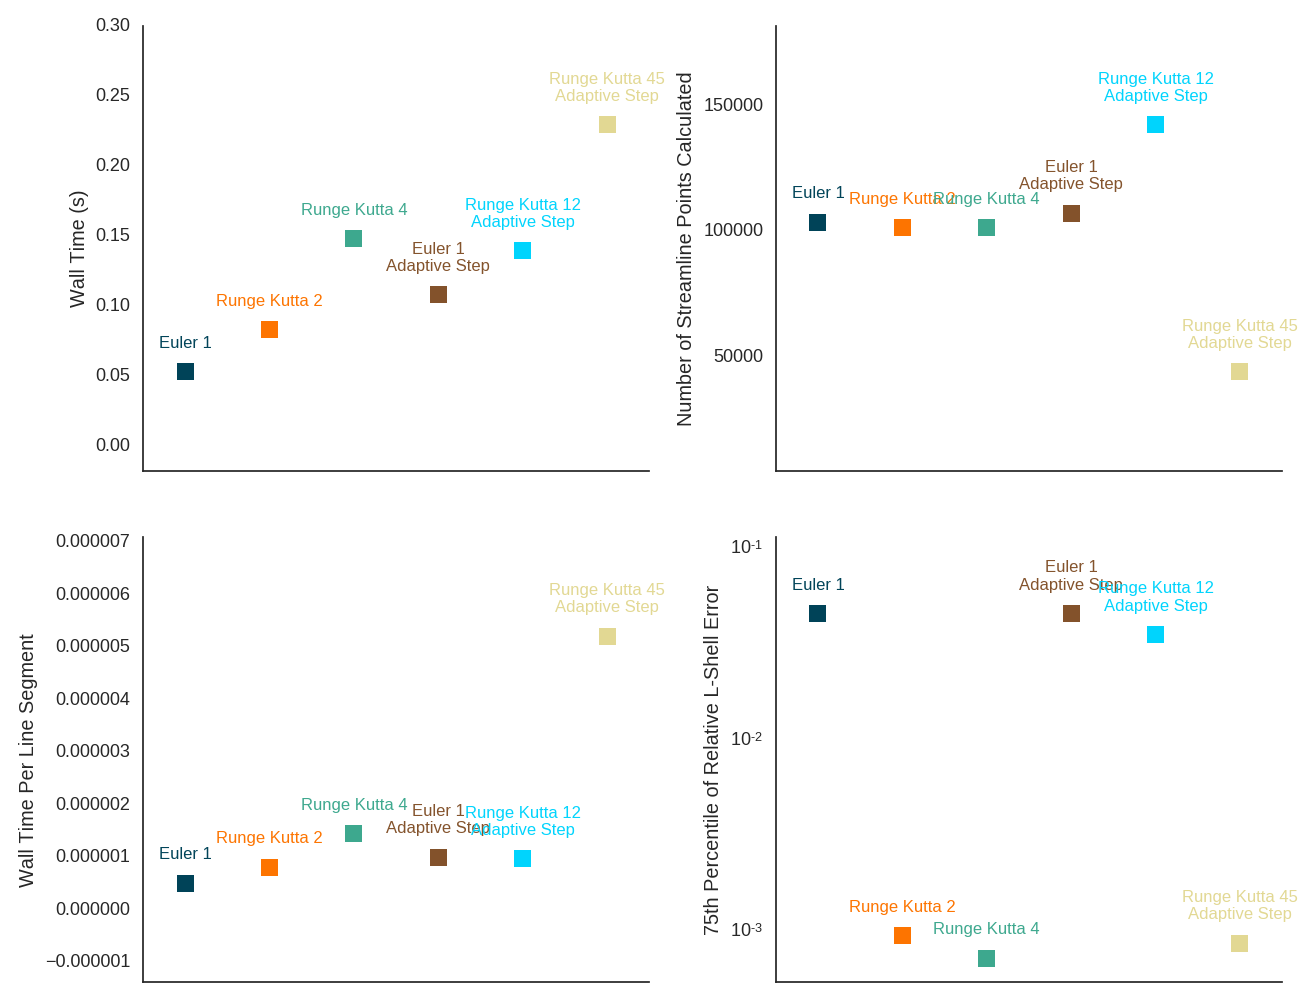 0.30
0.25
0.20
0.15
0.10
0.05
0.00
Wall Time (s)
Euler 1
Runge Kutta 2
Runge Kutta 4
Euler 1
Adaptive Step
Runge Kutta 12
Adaptive Step
Runge Kutta 45
Adaptive Step
150000
100000
50000
Number of Streamline Points Calculated
Euler 1
Runge Kutta 2
Runge Kutta 4
Euler 1
Adaptive Step
Runge Kutta 12
Adaptive Step
Runge Kutta 45
Adaptive Step
0.000007
0.000006
0.000005
0.000004
0.000003
0.000002
0.000001
0.000000
−0.000001
Wall Time Per Line Segment
Euler 1
Runge Kutta 2
Runge Kutta 4
Euler 1
Adaptive Step
Runge Kutta 12
Adaptive Step
Runge Kutta 45
Adaptive Step
10⁻¹
10⁻²
10⁻³
75th Percentile of Relative L-Shell Error
Euler 1
Runge Kutta 2
Runge Kutta 4
Euler 1
Adaptive Step
Runge Kutta 12
Adaptive Step
Runge Kutta 45
Adaptive Step